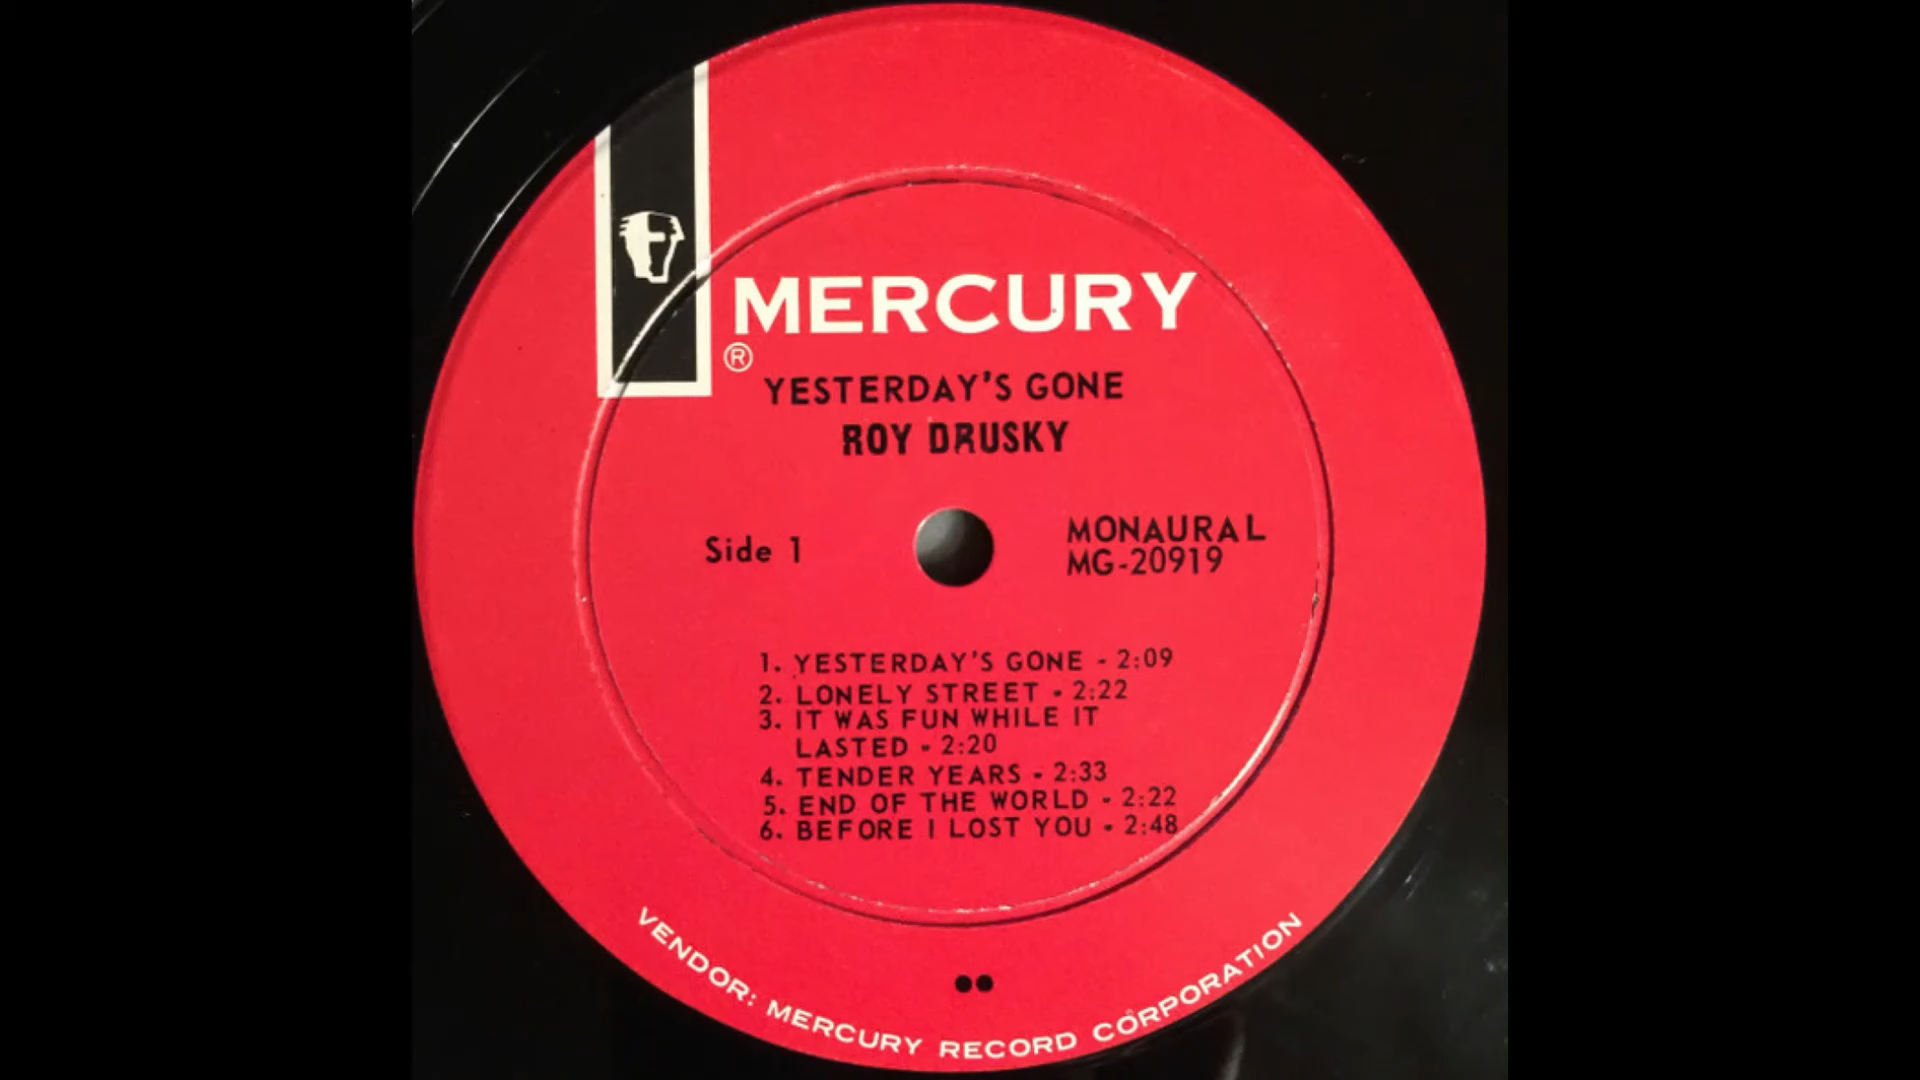 MERCURY
®
YESTERDAY'S GONE
ROY DRUSKY
Side 1
MONAURAL
MG-20919
1. YESTERDAY'S GONE - 2:09
2. LONELY STREET - 2:22
3. IT WAS FUN WHILE IT
LASTED - 2:20
4. TENDER YEARS - 2:33
5. END OF THE WORLD - 2:22
6. BEFORE I LOST YOU - 2:48
VENDOR: MERCURY RECORD CORPORATION